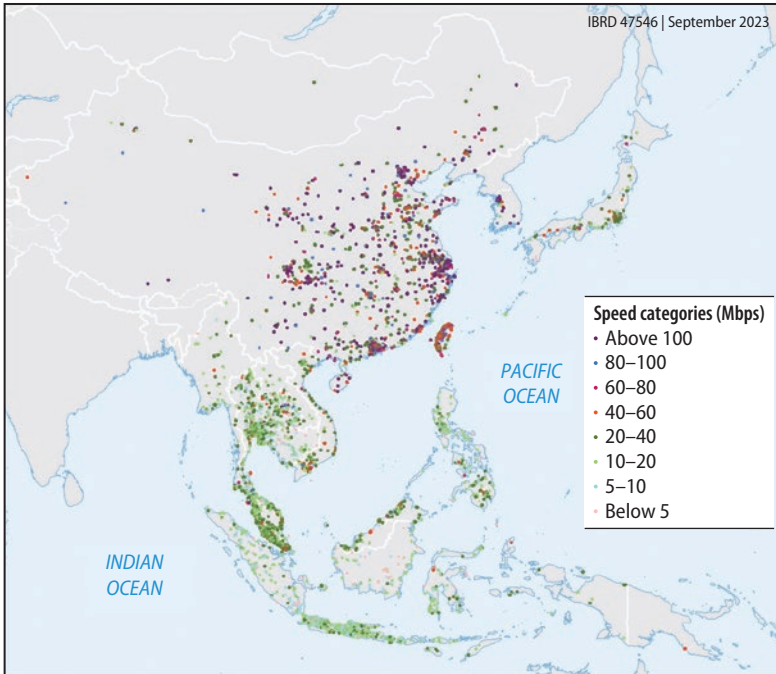 IBRD 47546 | September 2023
Speed categories (Mbps)
Above 100
80–100
60–80
40–60
20–40
10–20
5–10
Below 5
PACIFIC
OCEAN
INDIAN
OCEAN